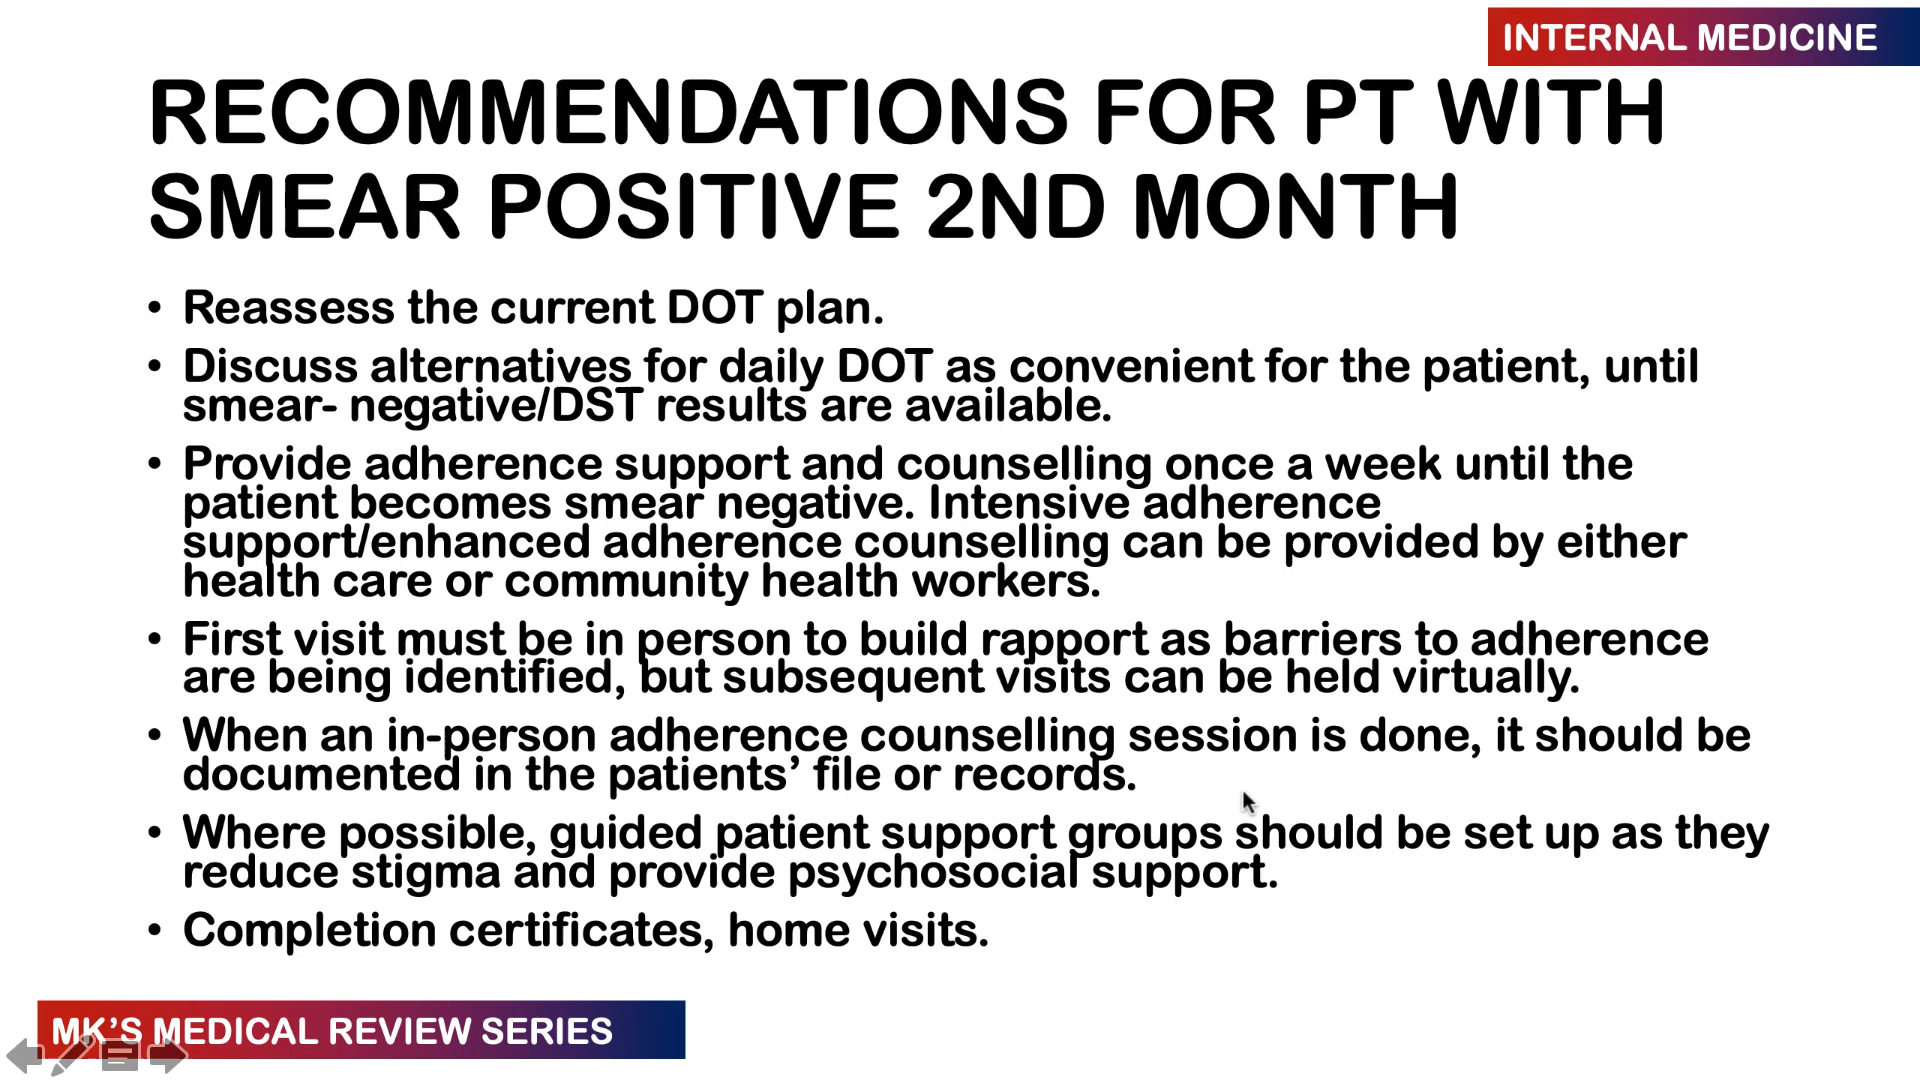 INTERNAL MEDICINE
RECOMMENDATIONS FOR PT WITH
SMEAR POSITIVE 2ND MONTH
• Reassess the current DOT plan.
• Discuss alternatives for daily DOT as convenient for the patient, until
smear- negative/DST results are available.
• Provide adherence support and counselling once a week until the
patient becomes smear negative. Intensive adherence
support/enhanced adherence counselling can be provided by either
health care or community health workers.
• First visit must be in person to build rapport as barriers to adherence
are being identified, but subsequent visits can be held virtually.
• When an in-person adherence counselling session is done, it should be
documented in the patients’ file or records.
• Where possible, guided patient support groups should be set up as they
reduce stigma and provide psychosocial support.
• Completion certificates, home visits.
MK’S MEDICAL REVIEW SERIES